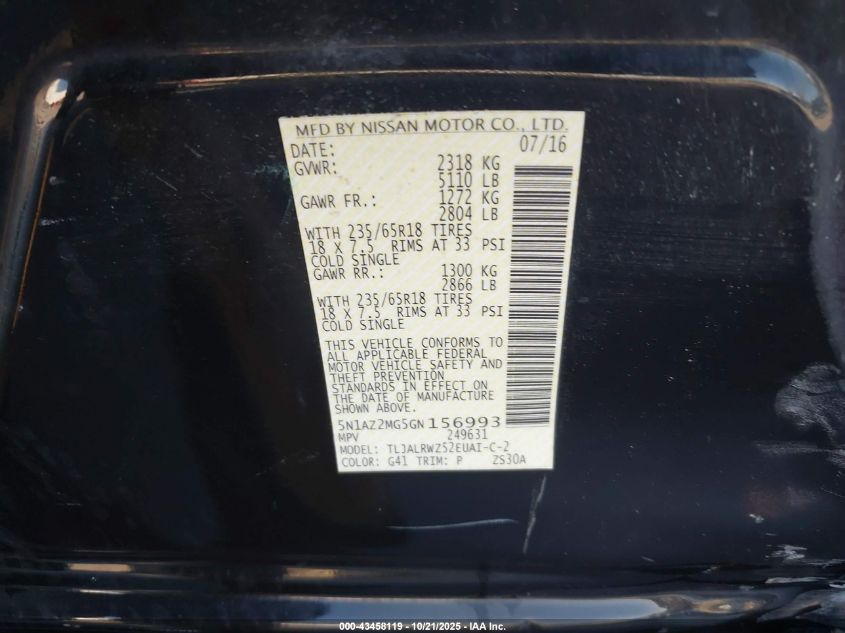 MFD BY NISSAN MOTOR CO., LTD.
DATE: 07/16
GVWR: 2318 KG
5110 LB
GAWR FR.: 1272 KG
2804 LB
WITH 235/65R18 TIRES
18 X 7.5 RIMS AT 33 PSI
COLD SINGLE
GAWR RR.: 1300 KG
2866 LB
WITH 235/65R18 TIRES
18 X 7.5 RIMS AT 33 PSI
COLD SINGLE
THIS VEHICLE CONFORMS TO
ALL APPLICABLE FEDERAL
MOTOR VEHICLE SAFETY AND
THEFT PREVENTION
STANDARDS IN EFFECT ON
THE DATE OF MANUFACTURE
SHOWN ABOVE.
5N1AZ2MG5GN156993
MPV 249631
MODEL: TLJALRWZ52EUAI-C-2
COLOR: G41 TRIM: P ZS30A
000-43458119 - 10/21/2025 - IAA Inc.